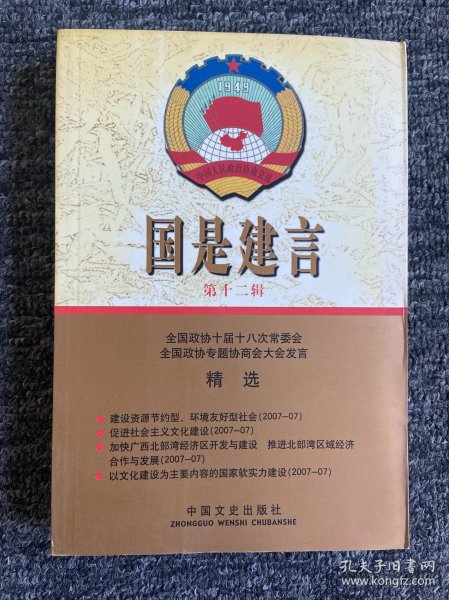 1949
中国人民政治协商会议
国是建言
第十二辑
全国政协十届十八次常委会
全国政协专题协商会大会发言
精 选
建设资源节约型、环境友好型社会(2007-07)
促进社会主义文化建设(2007-07)
加快广西北部湾经济区开发与建设 推进北部湾区域经济
合作与发展(2007-07)
以文化建设为主要内容的国家软实力建设(2007-07)
中国文史出版社
ZHONGGUO WENSHI CHUBANSHE
孔夫子旧书网
www.kongfz.com